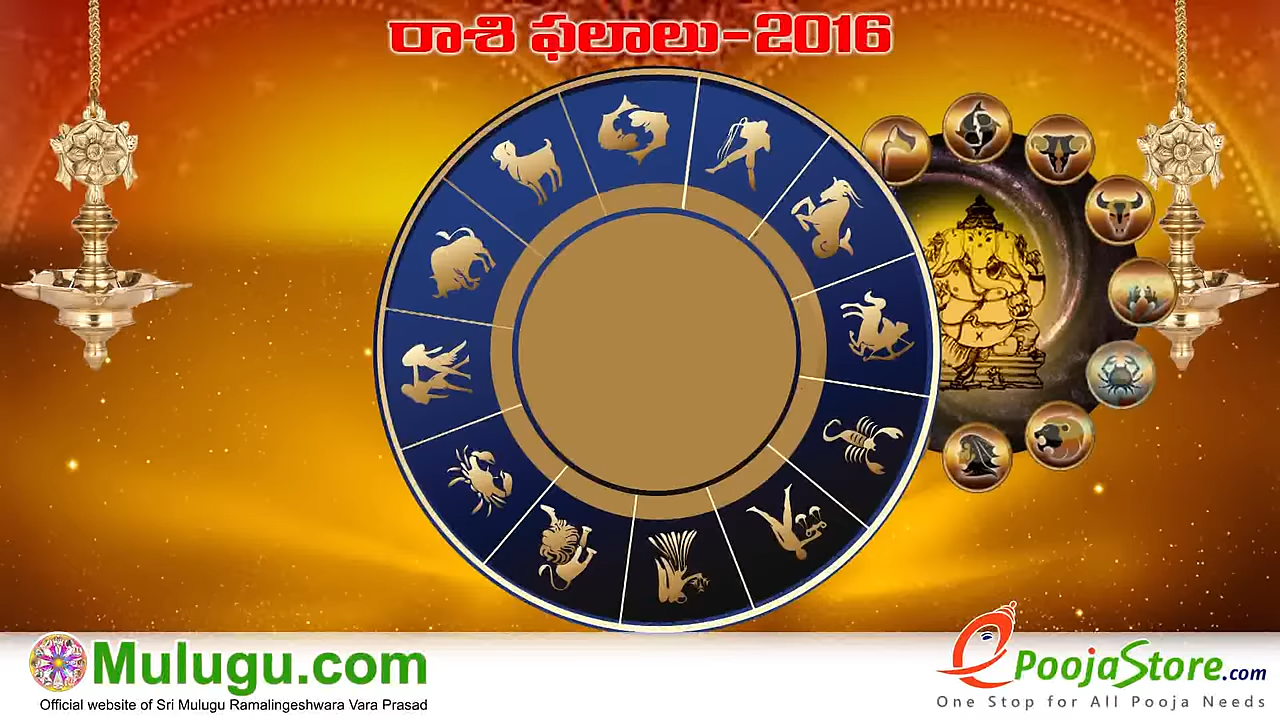 రాశి ఫలాలు-2016
Mulugu.com
Official website of Sri Mulugu Ramalingeshwara Vara Prasad
ePoojaStore.com
One Stop for All Pooja Needs